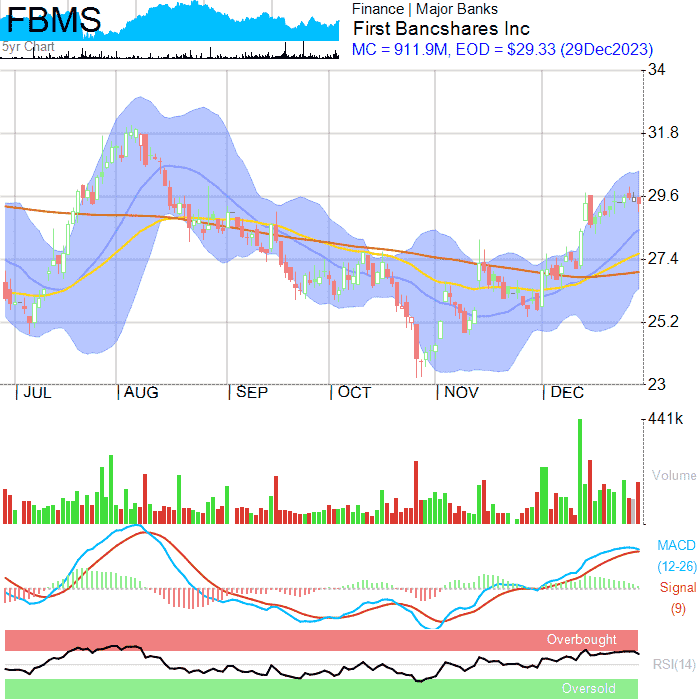 FBMS
5yr Chart
Finance | Major Banks
First Bancshares Inc
MC = 911.9M, EOD = $29.33 (29Dec2023)
34
31.8
29.6
27.4
25.2
23
| JUL | AUG | SEP | OCT | NOV | DEC
441k
Volume
MACD
(12-26)
Signal
(9)
Overbought
RSI(14)
Oversold